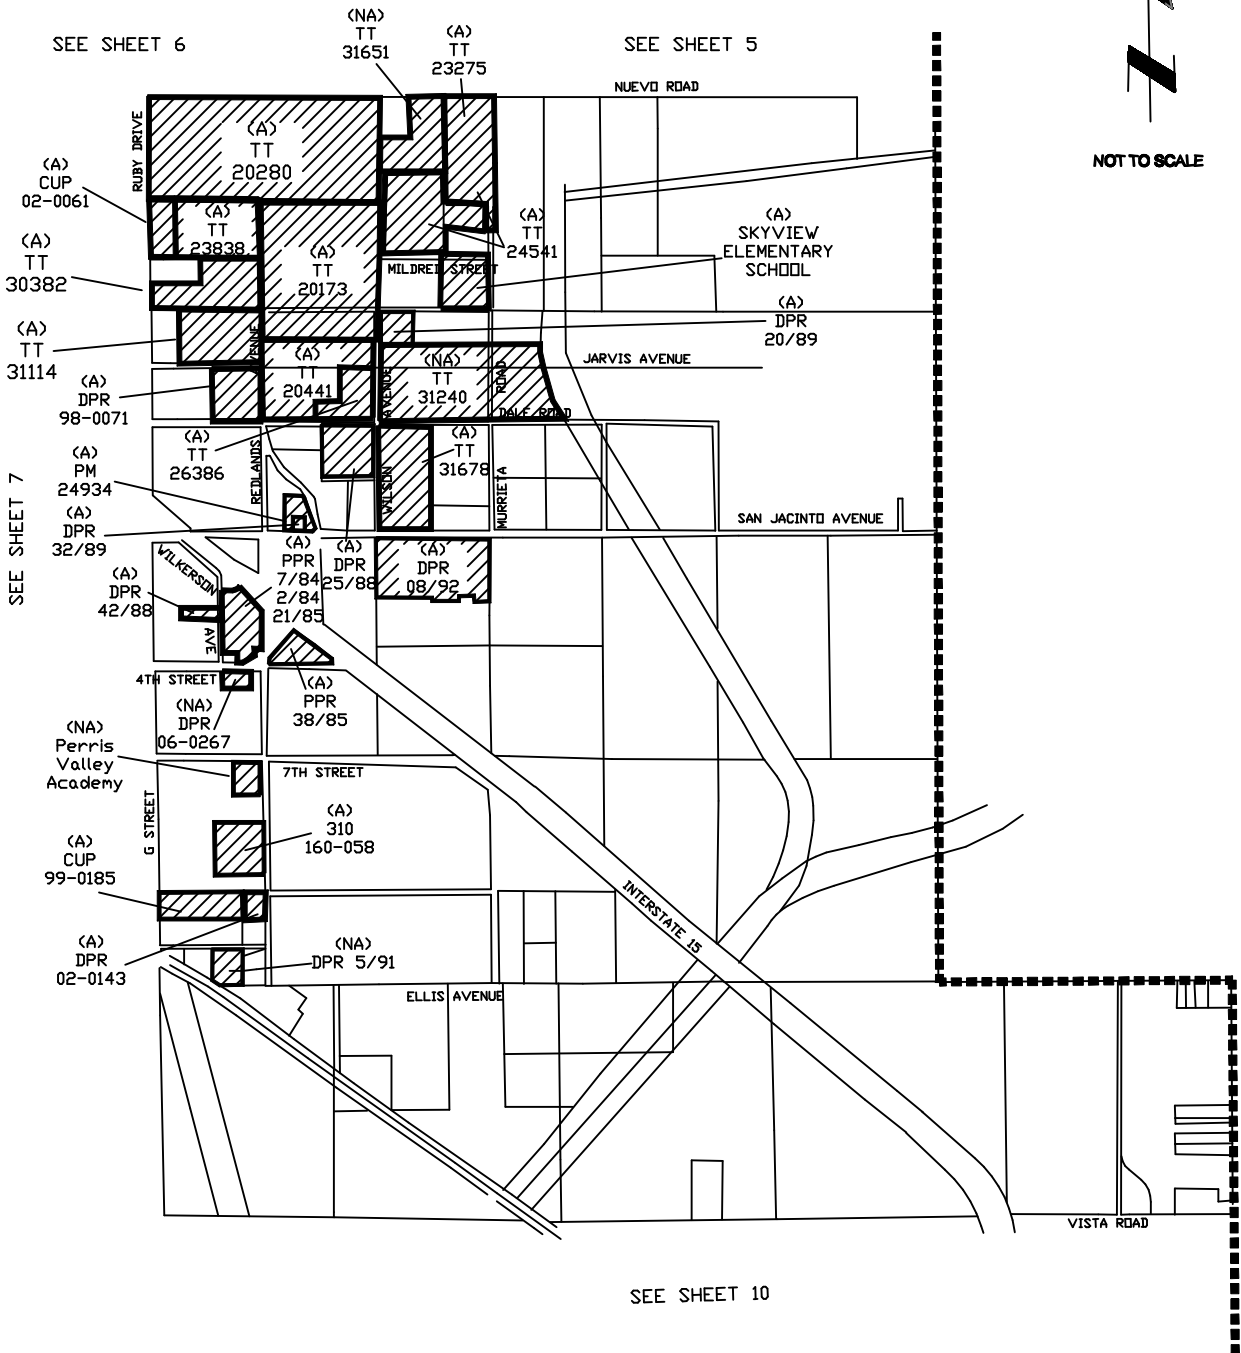 SEE SHEET 6
(NA)
TT
31651
(A)
TT
23275
SEE SHEET 5
NUEVO ROAD
NOT TO SCALE
RUBY DRIVE
(A)
TT
20280
(A)
CUP
02-0061
(A)
TT
23838
(A)
TT
24541
(A)
SKYVIEW
ELEMENTARY
SCHOOL
(A)
TT
30382
(A)
TT
20173
MILDRED STREET
(A)
DPR
20/89
(A)
TT
31114
(A)
TT
20441
(NA)
TT
31240
JARVIS AVENUE
AVENUE
ROAD
DALE ROAD
(A)
DPR
98-0071
(A)
TT
26386
REDLANDS
WILSON
(A)
TT
31678
MURRIETA
(A)
PM
24934
SEE SHEET 7
SAN JACINTO AVENUE
(A)
DPR
32/89
WILKERSON
AVE
(A)
PPR
7/84
2/84
21/85
(A)
DPR
25/88
(A)
DPR
08/92
(A)
DPR
42/88
4TH STREET
(A)
PPR
38/85
(NA)
DPR
06-0267
(NA)
Perris
Valley
Academy
7TH STREET
G STREET
(A)
310
160-058
(A)
CUP
99-0185
INTERSTATE 15
(A)
DPR
02-0143
(NA)
DPR 5/91
ELLIS AVENUE
VISTA ROAD
SEE SHEET 10